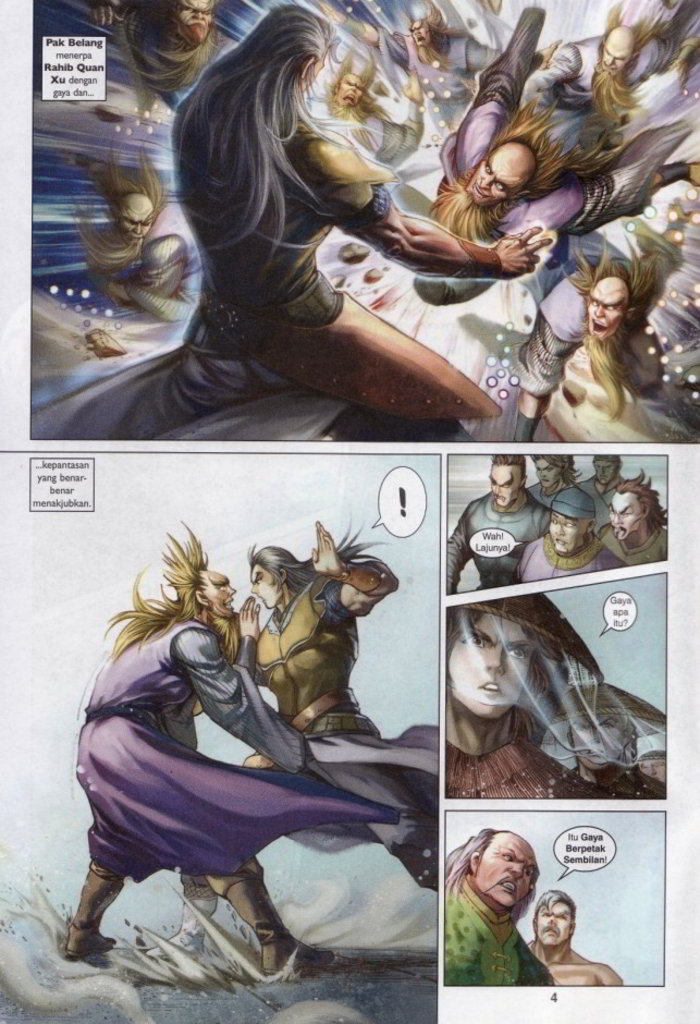 Pak Belang
menerpa
Rahib Quan
Xu dengan
gaya dan...
...kepantasan
yang benar-
benar
menakjubkan.
!
Wah!
Lajunya!
Gaya
apa
itu?
Itu Gaya
Berpetak
Sembilan!
4